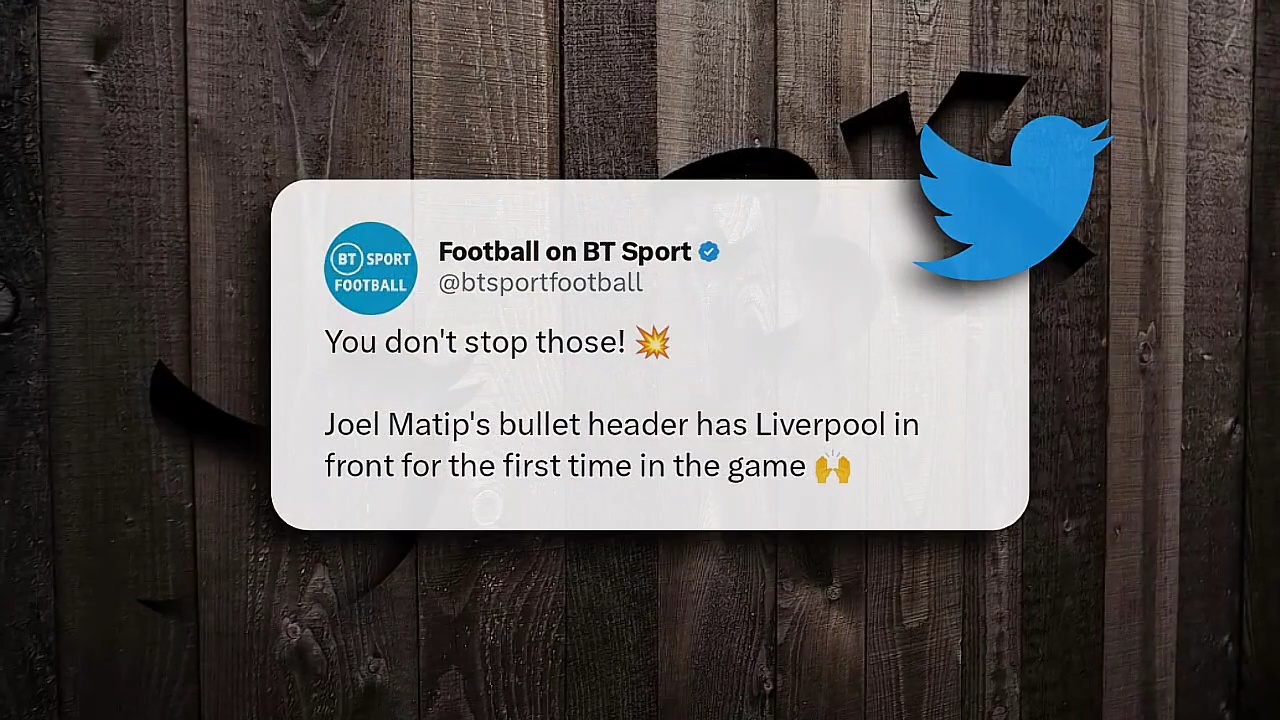 BT SPORT
FOOTBALL
Football on BT Sport
@btsportfootball
You don't stop those! 💥
Joel Matip's bullet header has Liverpool in
front for the first time in the game 🙌